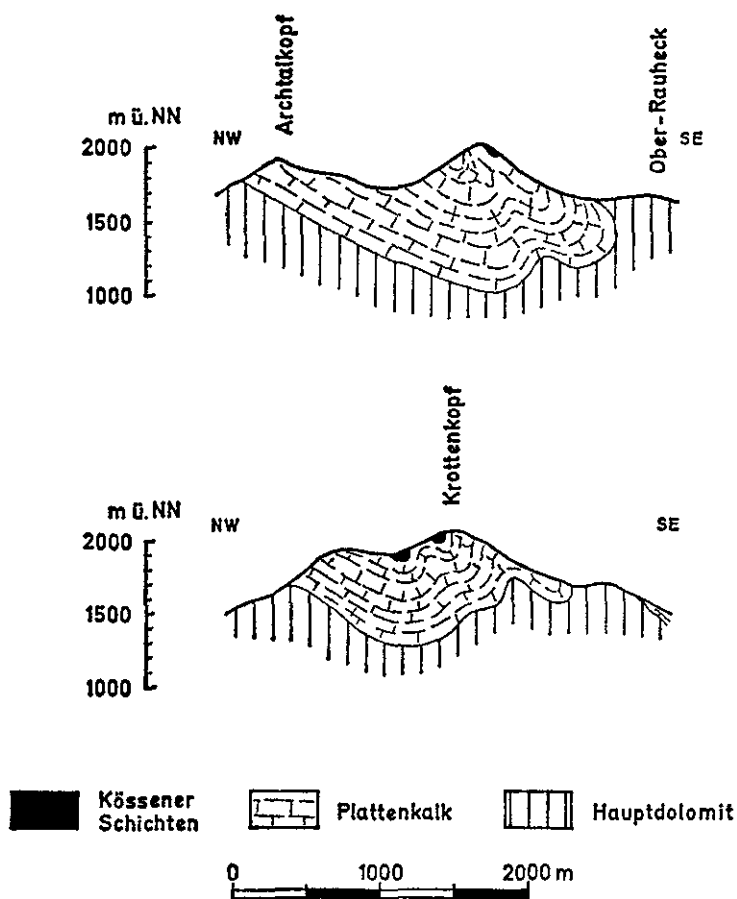 Archtalkopf
Ober-Rauheck
m ü.NN
NW
SE
2000
1500
1000
Krottenkopf
m ü.NN
NW
SE
2000
1500
1000
Kössener
Schichten
Plattenkalk
Hauptdolomit
0 1000 2000 m